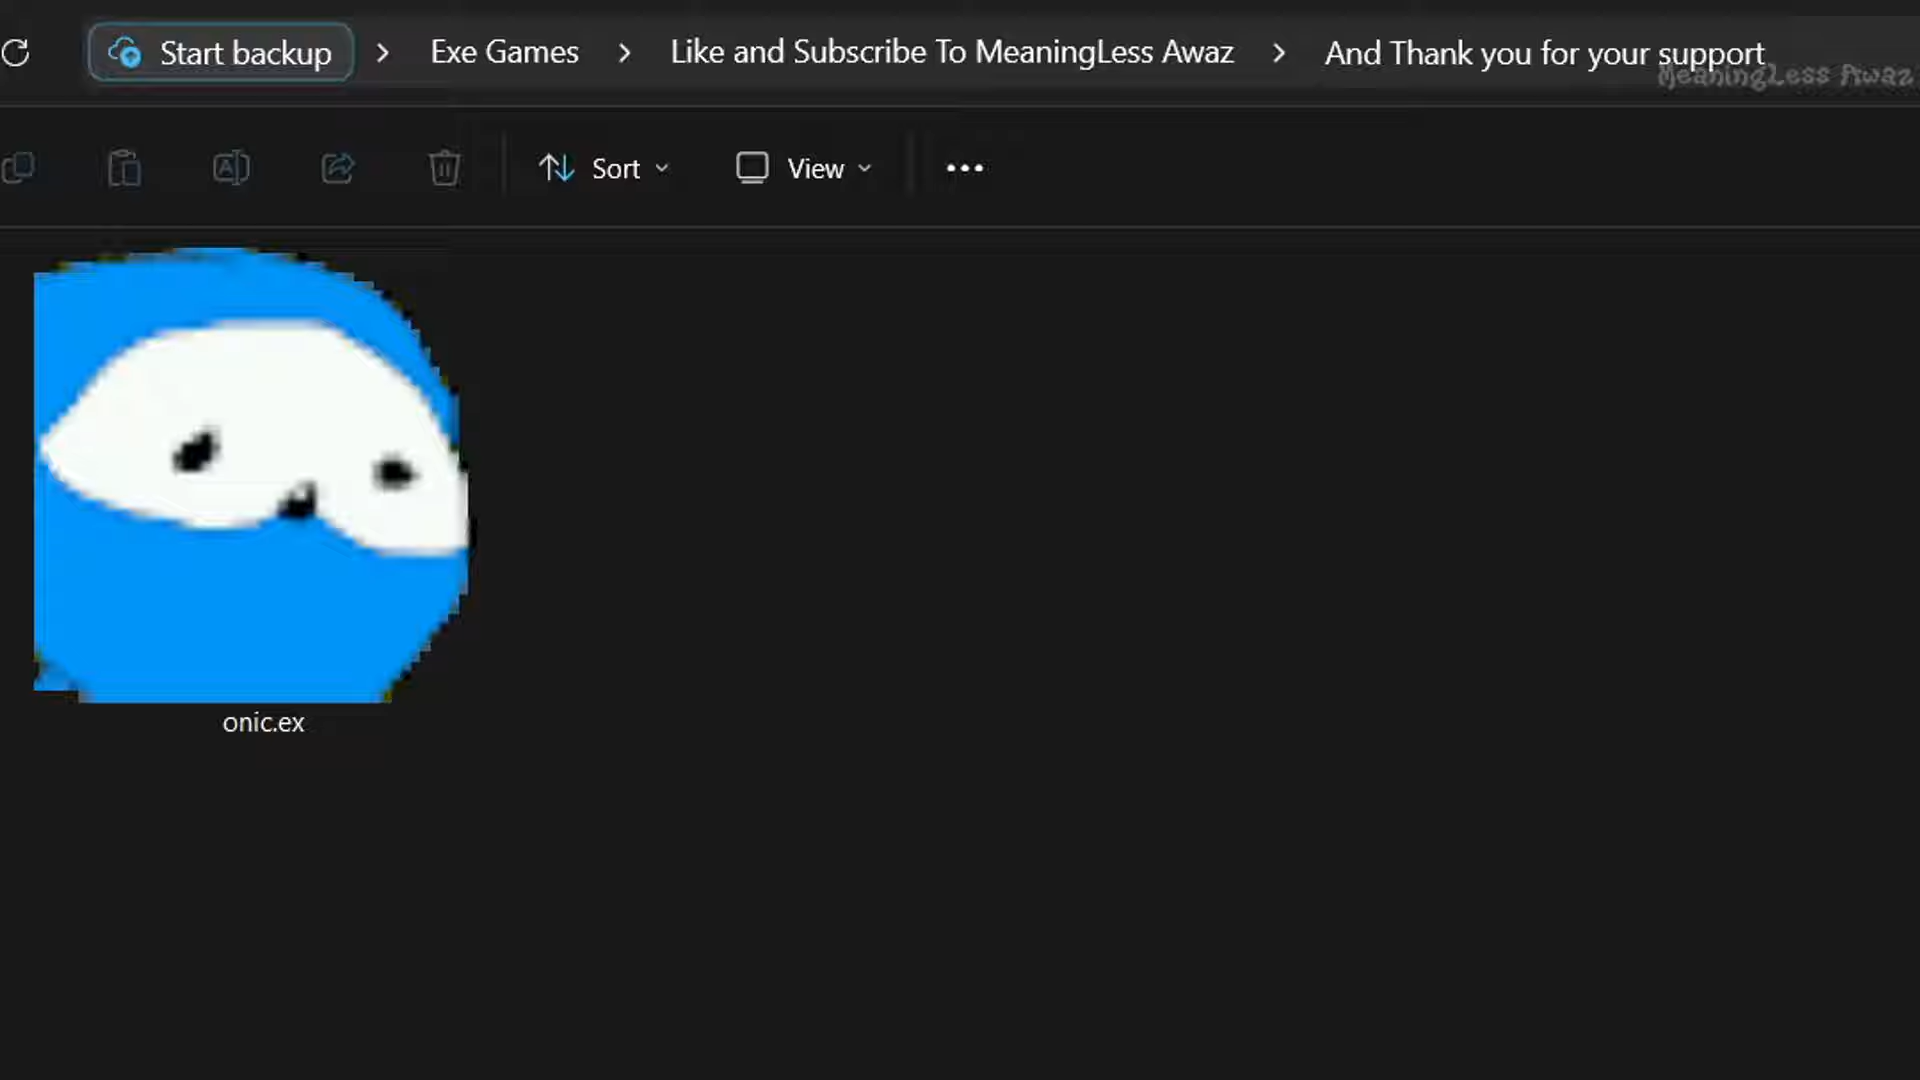 Start backup > Exe Games > Like and Subscribe To MeaningLess Awaz > And Thank you for your support
MeaningLess Awaz
Sort View
onic.ex